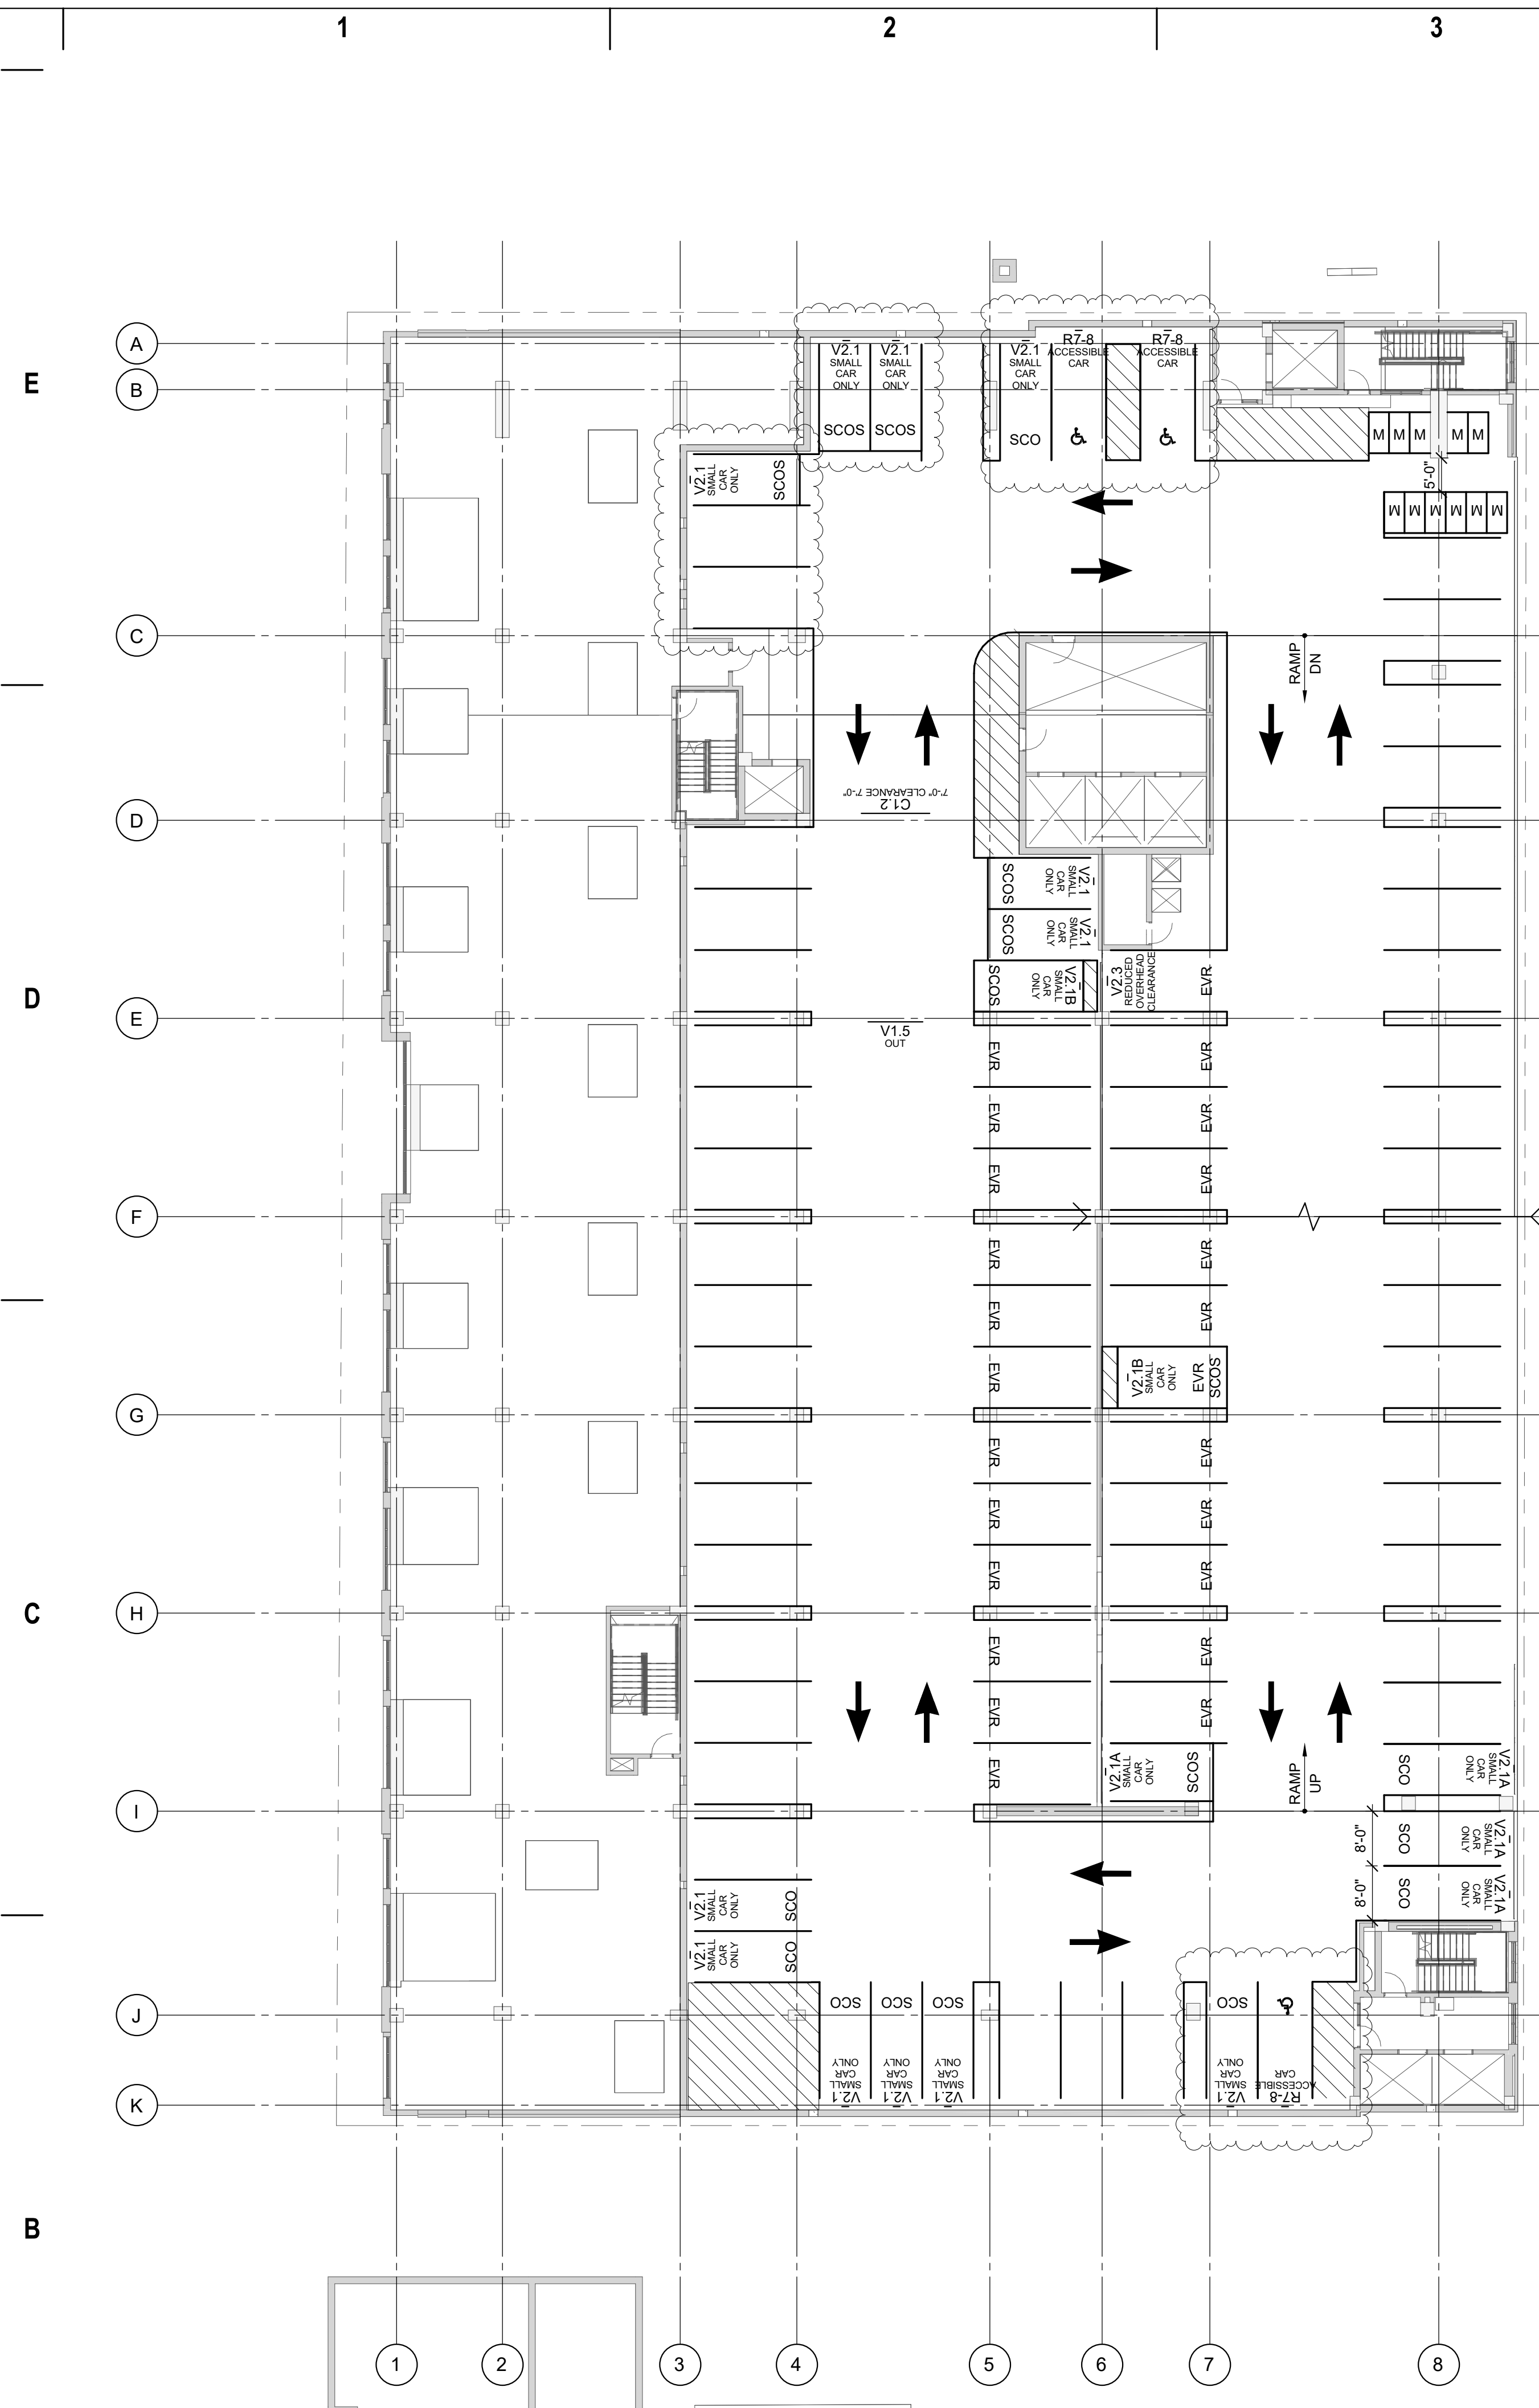 1
2
3
A
V2.1
SMALL
CAR
ONLY
SCOS
V2.1
SMALL
CAR
ONLY
SCOS
V2.1
SMALL
CAR
ONLY
SCO
R7-8
ACCESSIBLE
CAR
R7-8
ACCESSIBLE
CAR
E
B
M M M M M
5'-0"
V2.1
SMALL
CAR
ONLY
SCOS
M M M M M M
C
RAMP
DN
7'-0" CLEARANCE 7'-0"
C1.2
D
SCOS
V2.1
SMALL
CAR
ONLY
SCOS
V2.1
SMALL
CAR
ONLY
D
SCOS
V2.1B
SMALL
CAR
ONLY
V2.3
REDUCED
OVERHEAD
CLEARANCE
EVR
E
V1.5
OUT
EVR
EVR
EVR
EVR
EVR
EVR
F
EVR
EVR
EVR
EVR
EVR
V2.1B
SMALL
CAR
ONLY
EVR
SCOS
G
EVR
EVR
EVR
EVR
EVR
EVR
C
H
EVR
EVR
EVR
EVR
EVR
V2.1A
SMALL
CAR
ONLY
SCOS
RAMP
UP
SCO
V2.1A
SMALL
CAR
ONLY
I
8'-0"
SCO
V2.1A
SMALL
CAR
ONLY
8'-0"
SCO
V2.1A
SMALL
CAR
ONLY
V2.1
SMALL
CAR
ONLY
SCO
V2.1
SMALL
CAR
ONLY
SCO
J
SCO
V2.1
SMALL
CAR
ONLY
SCO
V2.1
SMALL
CAR
ONLY
SCO
V2.1
SMALL
CAR
ONLY
SCO
V2.1
SMALL
CAR
ONLY
R7-8
ACCESSIBLE
CAR
K
B
1
2
3
4
5
6
7
8